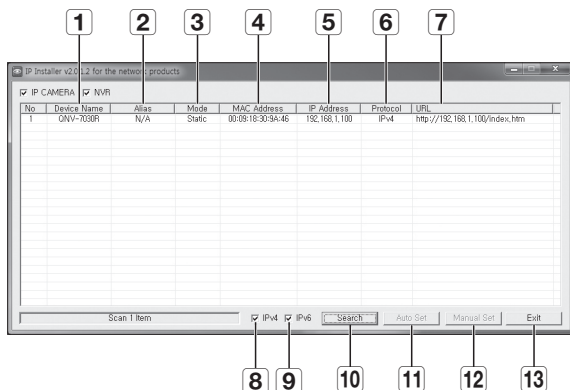 1 2 3 4 5 6 7
IP Installer v2.0.1.2 for the network products
IP CAMERA NVR
No Device Name Alias Mode MAC Address IP Address Protocol URL
1 QNV-7030R N/A Static 00:09:18:30:9A:46 192,168,1,100 IPv4 http://192,168,1,100/index,htm
Scan 1 Item IPv4 IPv6 Search Auto Set Manual Set Exit
8 9 10 11 12 13